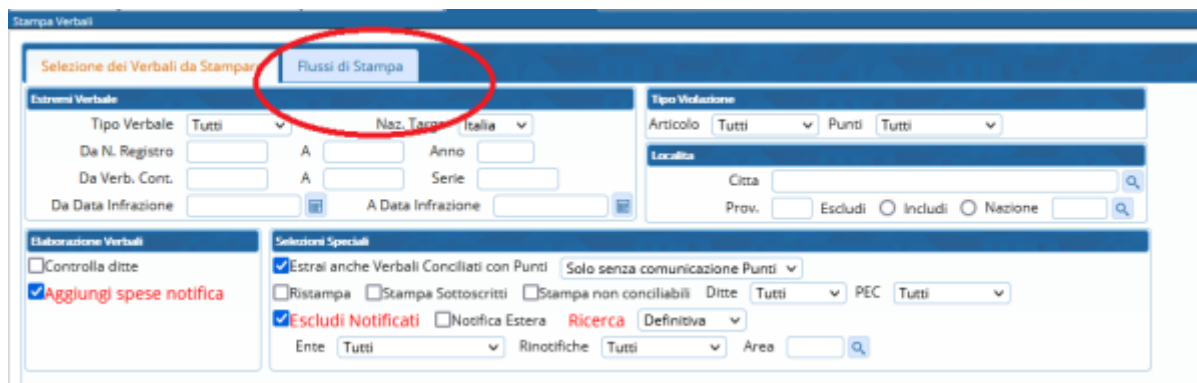 Stampa Verbali
Selezione dei Verbali da Stampare Flussi di Stampa
Estremi Verbale
Tipo Verbale Tutti Naz. Targa Italia
Da N. Registro A Anno
Da Verb. Cont. A Serie
Da Data Infrazione A Data Infrazione
Tipo Violazione
Articolo Tutti Punti Tutti
Localita
Citta
Prov. Escludi Includi Nazione
Elaborazione Verbali
Controlla ditte
Aggiungi spese notifica
Selezioni Speciali
Estrai anche Verbali Conciliati con Punti Solo senza comunicazione Punti
Ristampa Stampa Sottoscritti Stampa non conciliabili Ditte Tutti PEC Tutti
Escludi Notificati Notifica Estera Ricerca Definitiva
Ente Tutti Rinotifiche Tutti Area